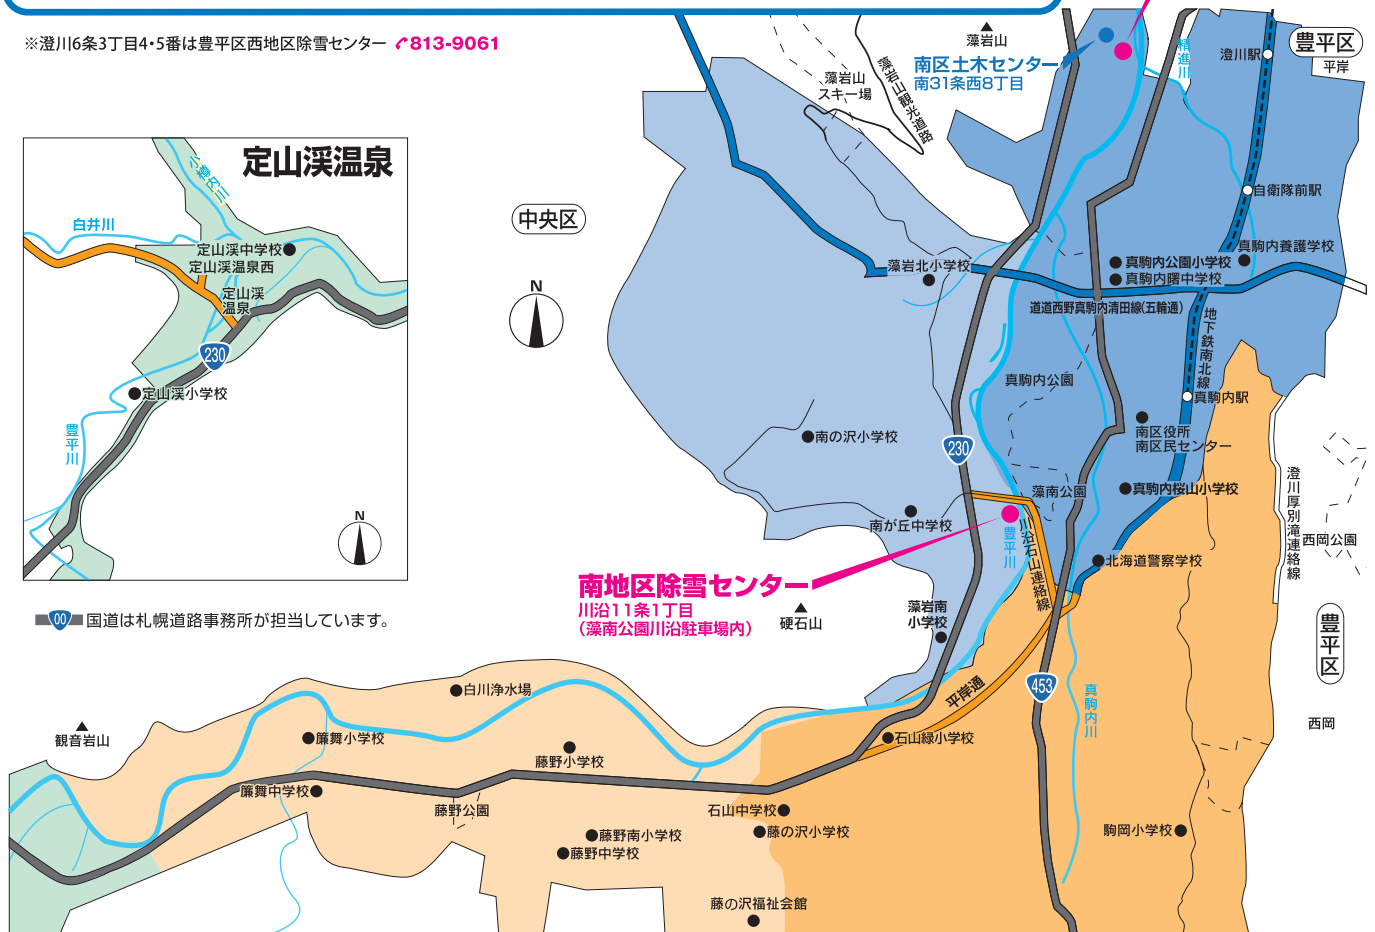 ※澄川6条3丁目4・5番は豊平区西地区除雪センター 813-9061
藻岩山
南区土木センター
南31条西8丁目
精進川
澄川駅
豊平区
平岸
藻岩山
スキー場
藻岩山観光道路
定山渓温泉
小樽内川
白井川
定山渓中学校
定山渓温泉西
定山渓
温泉
230
定山渓小学校
豊平川
N
中央区
N
自衛隊前駅
真駒内養護学校
藻岩北小学校
真駒内公園小学校
真駒内曙中学校
道道西野真駒内清田線(五輪通)
地下鉄南北線
真駒内公園
真駒内駅
南の沢小学校
230
南区役所
南区民センター
藻南公園
真駒内桜山小学校
澄川厚別滝連絡線
西岡公園
南が丘中学校
豊平川
川沿石山連絡線
北海道警察学校
南地区除雪センター
川沿11条1丁目
(藻南公園川沿駐車場内)
硬石山
藻岩南
小学校
豊平区
00 国道は札幌道路事務所が担当しています。
白川浄水場
平岸通
453
真駒内川
西岡
観音岩山
簾舞小学校
石山緑小学校
藤野小学校
簾舞中学校
藤野公園
石山中学校
藤野南小学校
藤の沢小学校
駒岡小学校
藤野中学校
藤の沢福祉会館